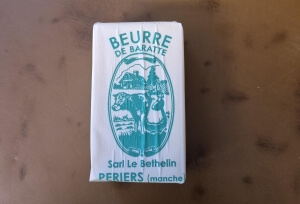 BEURRE
DE BARATTE
Sarl Le Bethelin
PERIERS (manche)